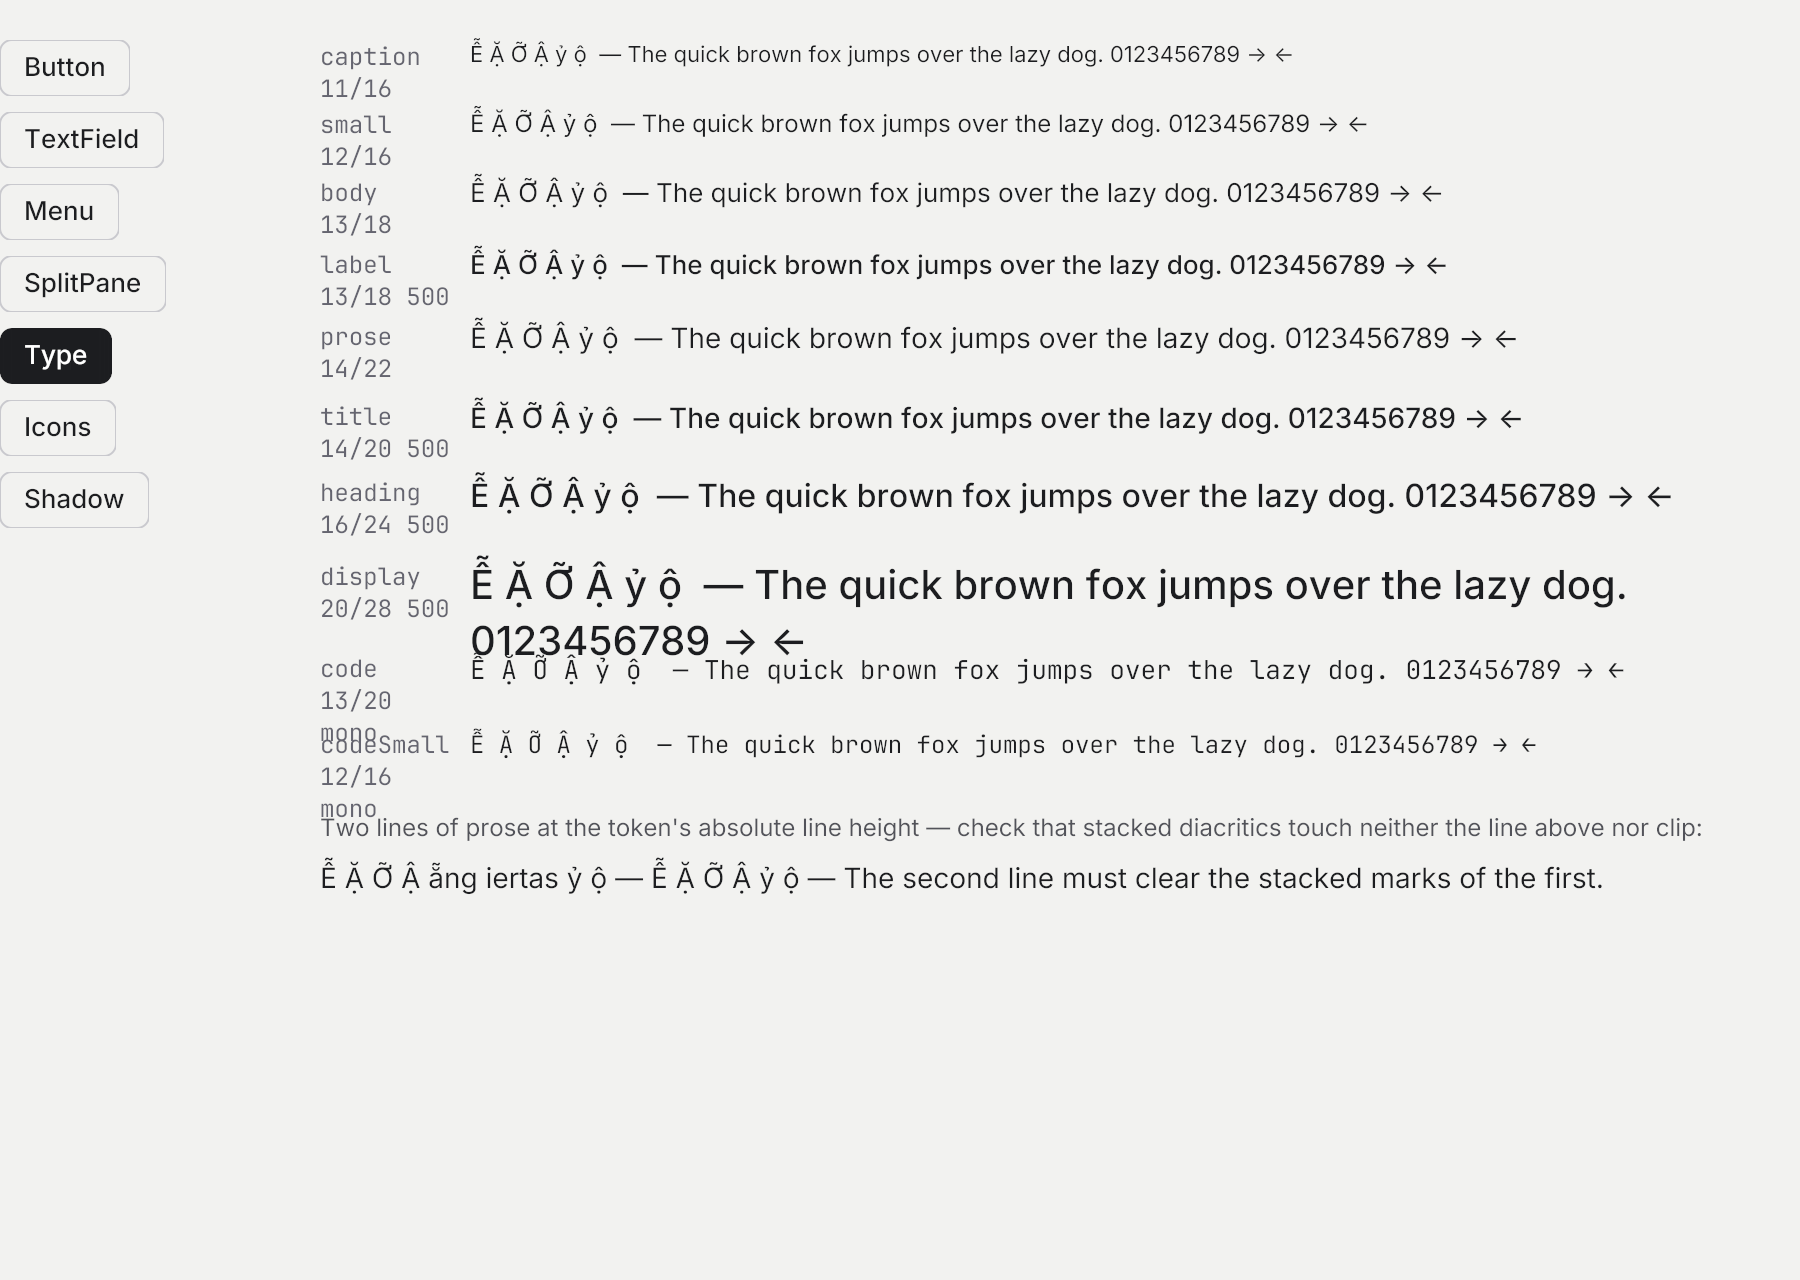 Button
TextField
Menu
SplitPane
Type
Icons
Shadow
caption
11/16
Ễ Ặ Ỡ Ậ ỷ ộ — The quick brown fox jumps over the lazy dog. 0123456789 → ←
small
12/16
Ễ Ặ Ỡ Ậ ỷ ộ — The quick brown fox jumps over the lazy dog. 0123456789 → ←
body
13/18
Ễ Ặ Ỡ Ậ ỷ ộ — The quick brown fox jumps over the lazy dog. 0123456789 → ←
label
13/18 500
Ễ Ặ Ỡ Ậ ỷ ộ — The quick brown fox jumps over the lazy dog. 0123456789 → ←
prose
14/22
Ễ Ặ Ỡ Ậ ỷ ộ — The quick brown fox jumps over the lazy dog. 0123456789 → ←
title
14/20 500
Ễ Ặ Ỡ Ậ ỷ ộ — The quick brown fox jumps over the lazy dog. 0123456789 → ←
heading
16/24 500
Ễ Ặ Ỡ Ậ ỷ ộ — The quick brown fox jumps over the lazy dog. 0123456789 → ←
display
20/28 500
Ễ Ặ Ỡ Ậ ỷ ộ — The quick brown fox jumps over the lazy dog.
0123456789 → ←
code
13/20
mono
Ễ Ặ Ỡ Ậ ỷ ộ — The quick brown fox jumps over the lazy dog. 0123456789 → ←
codeSmall
12/16
mono
Ễ Ặ Ỡ Ậ ỷ ộ — The quick brown fox jumps over the lazy dog. 0123456789 → ←
Two lines of prose at the token's absolute line height — check that stacked diacritics touch neither the line above nor clip:
Ễ Ặ Ỡ Ậ ẫng iertas ỷ ộ — Ễ Ặ Ỡ Ậ ỷ ộ — The second line must clear the stacked marks of the first.